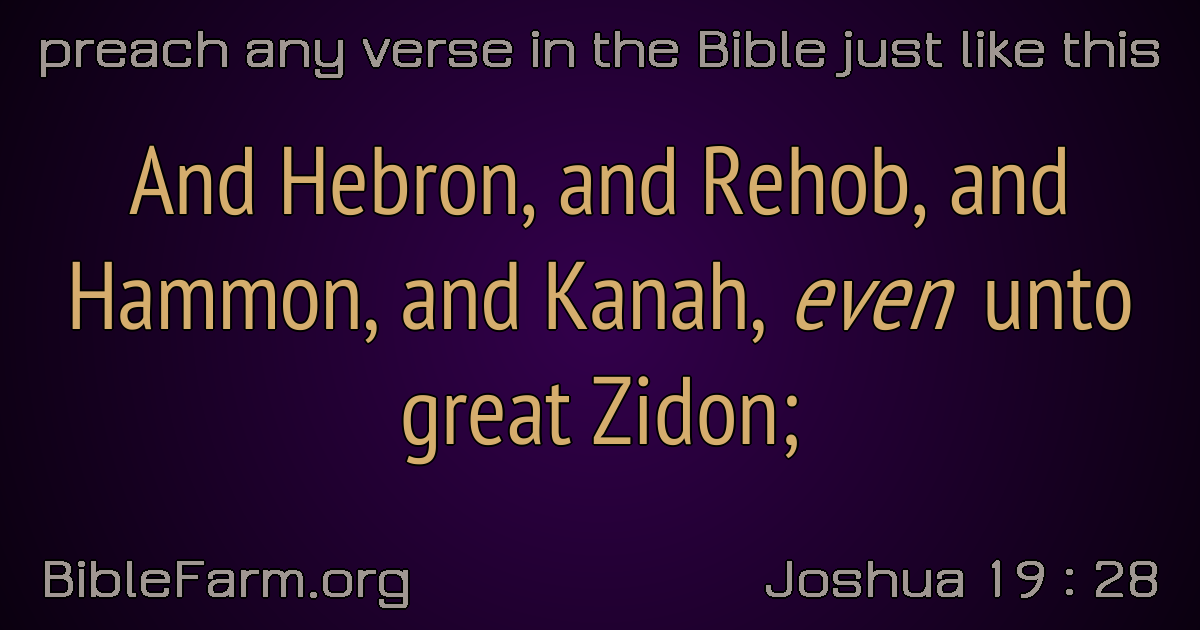 preach any verse in the Bible just like this
And Hebron, and Rehob, and
Hammon, and Kanah, even unto
great Zidon;
BibleFarm.org
Joshua 19 : 28